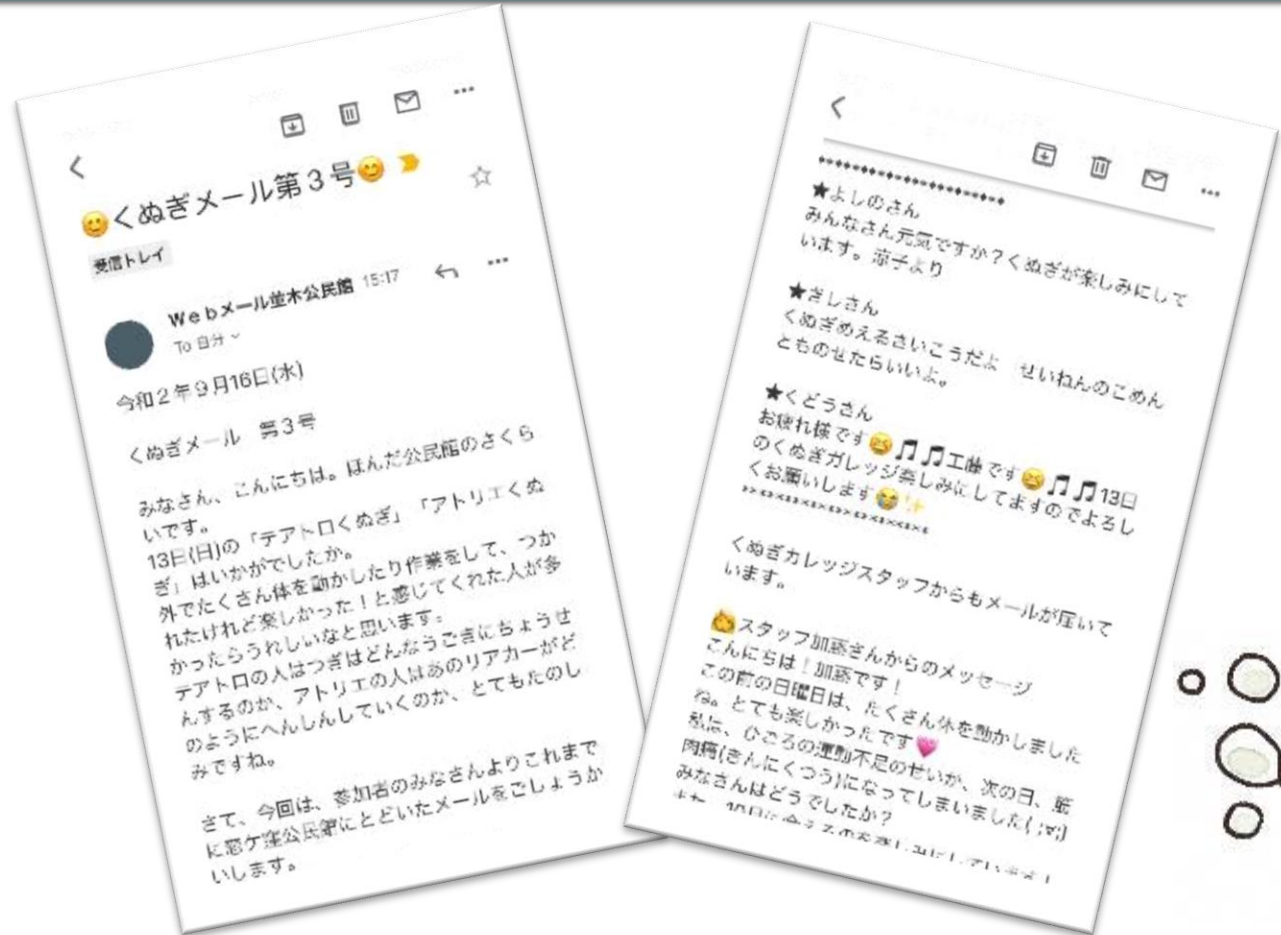 😊くぬぎメール第３号😊
受信トレイ
Ｗｅｂメール並木公民館 15:17
To 自分
令和２年９月16日(水)
くぬぎメール 第３号
みなさん、こんにちは。ほんだ公民館のさくら
いです。
13日(日)の「テアトロくぬぎ」「アトリエくぬ
ぎ」はいかがでしたか。
外でたくさん体を動かしたり作業をして、つか
れたけれど楽しかった！と感じてくれた人が多
かったらうれしいなと思います。
テアトロの人はつぎはどんなうごきにちょうせ
んするのか、アトリエの人はあのリアカーがど
のようにへんしんしていくのか、とてもたのし
みですね。
さて、今回は、参加者のみなさんよりこれまで
に恋ケ窪公民館にとどいたメールをごしょうか
いします。
★よしのさん
みんなさん元気ですか？くぬぎが楽しみにして
います。涼子より
★ぎしさん
くぬぎめえるさいこうだよ せいねんのこめん
とものせたらいいよ。
★くどうさん
お疲れ様です😆🎵🎵工藤です😆🎵🎵13日
のくぬぎガレッジ楽しみにしてますのでよろし
くお願いします😭✨
くぬぎカレッジスタッフからもメールが届いて
います。
スタッフ加藤さんからのメッセージ
こんにちは！加藤です！
この前の日曜日は、たくさん体を動かしました
ね。とても楽しかったです💗
私は、ひごろの運動不足のせいか、次の日、筋
肉痛(きんにくつう)になってしまいました
みなさんはどうでしたか？